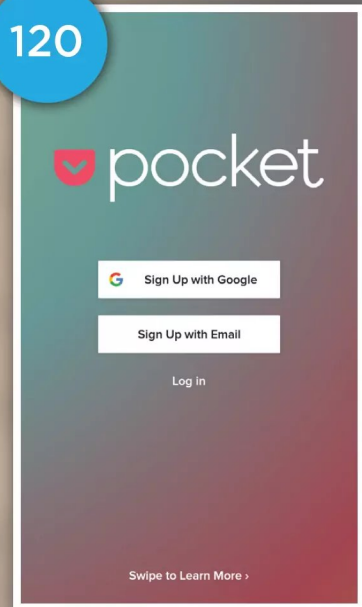 120
pocket
Sign Up with Google
Sign Up with Email
Log in
Swipe to Learn More ›